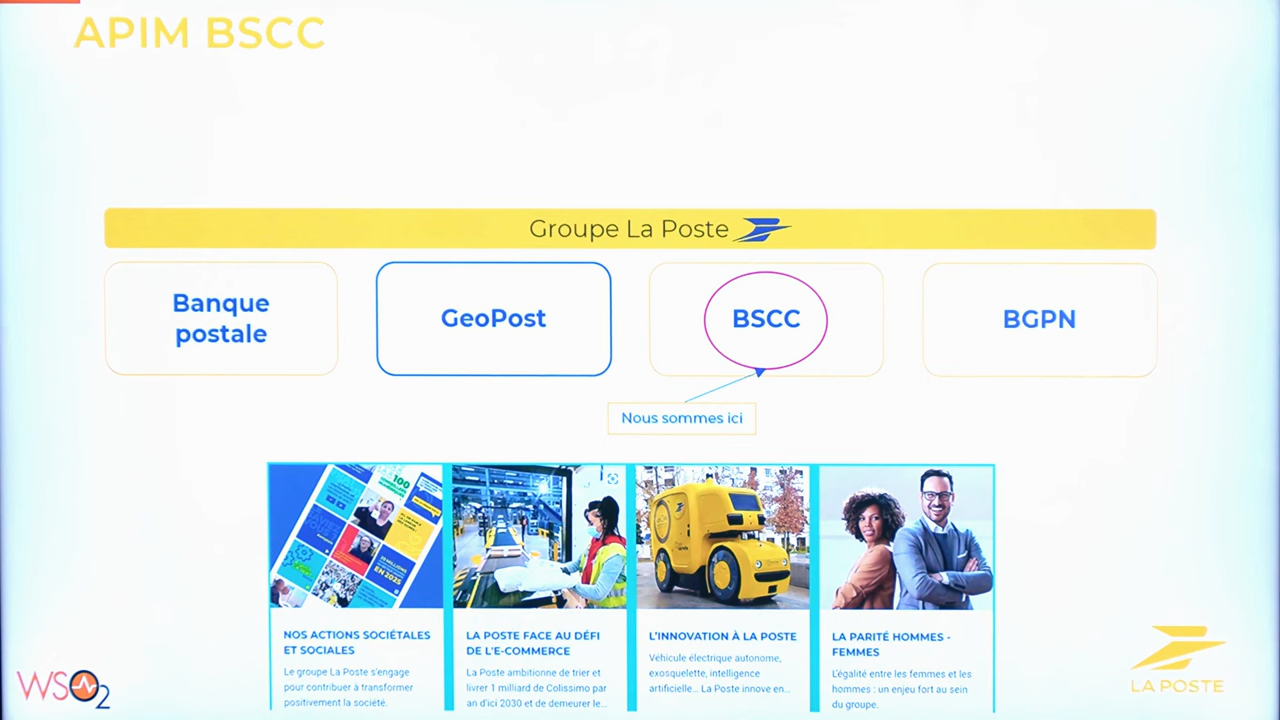 APIM BSCC
Groupe La Poste
Banque
postale
GeoPost
BSCC
BGPN
Nous sommes ici
100
EN 2025
NOS ACTIONS SOCIÉTALES
ET SOCIALES
Le groupe La Poste s'engage
pour contribuer à transformer
positivement la société.
LA POSTE FACE AU DÉFI
DE L'E-COMMERCE
La Poste ambitionne de trier et
livrer 1 milliard de Colissimo par
an d'ici 2030 et de demeurer le...
L'INNOVATION À LA POSTE
Véhicule électrique autonome,
exosquelette, intelligence
artificielle... La Poste innove en...
LA PARITÉ HOMMES -
FEMMES
L'égalité entre les femmes et les
hommes : un enjeu fort au sein
du groupe.
WSO2
LA POSTE